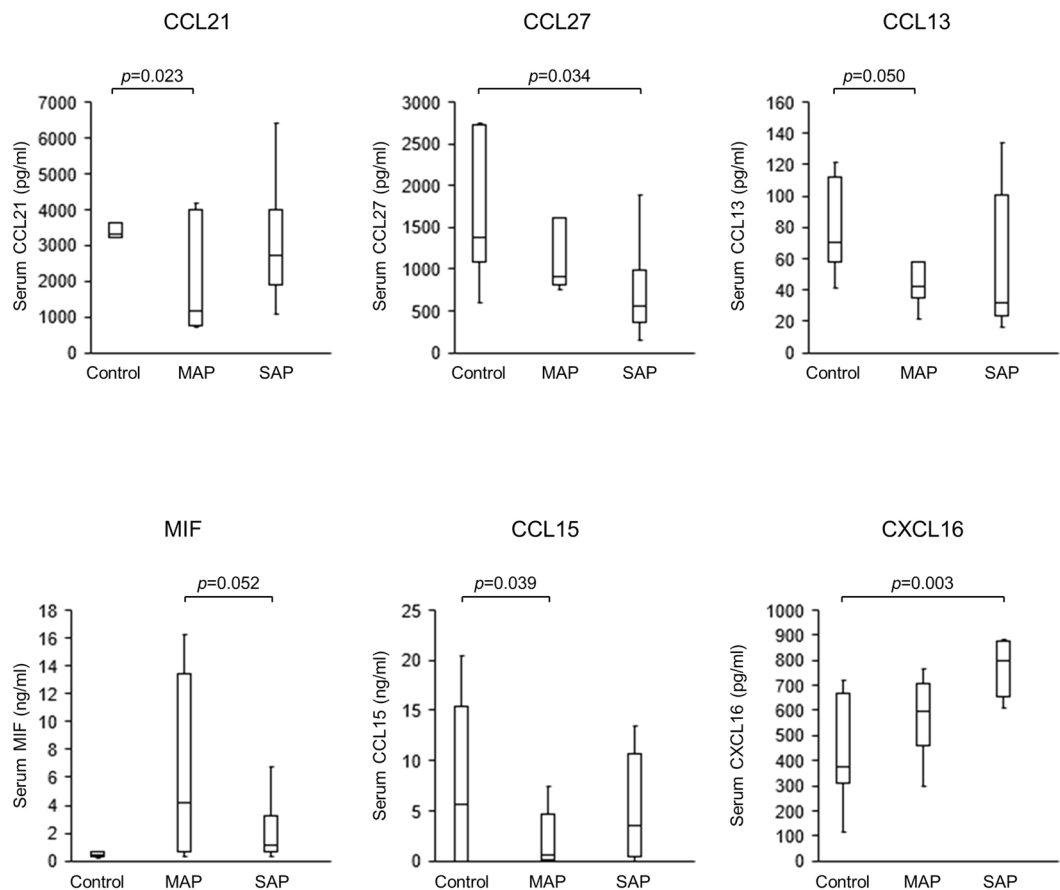 CCL21
p=0.023
Serum CCL21 (pg/ml)
7000
6000
5000
4000
3000
2000
1000
0
Control MAP SAP
CCL27
p=0.034
Serum CCL27 (pg/ml)
3000
2500
2000
1500
1000
500
0
Control MAP SAP
CCL13
p=0.050
Serum CCL13 (pg/ml)
160
140
120
100
80
60
40
20
0
Control MAP SAP
MIF
p=0.052
Serum MIF (ng/ml)
18
16
14
12
10
8
6
4
2
0
Control MAP SAP
CCL15
p=0.039
Serum CCL15 (ng/ml)
25
20
15
10
5
0
Control MAP SAP
CXCL16
p=0.003
Serum CXCL16 (pg/ml)
1000
900
800
700
600
500
400
300
200
100
0
Control MAP SAP